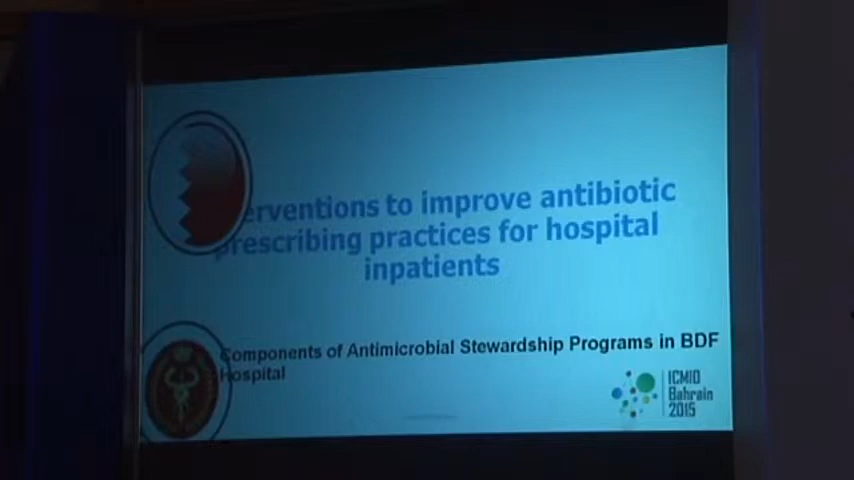 erventions to improve antibiotic
prescribing practices for hospital
inpatients
Components of Antimicrobial Stewardship Programs in BDF
Hospital
ICMID
Bahrain
2015